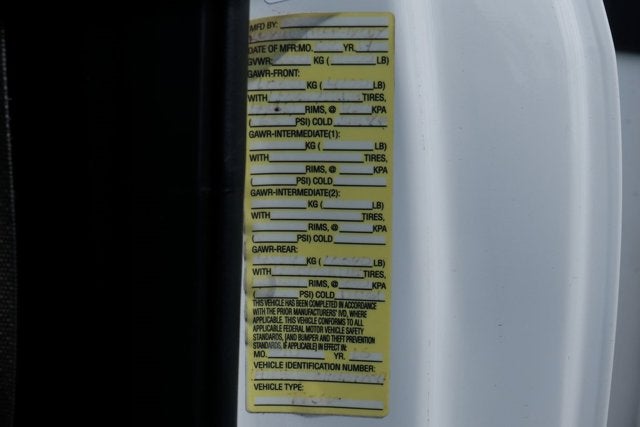 MFD BY:
DATE OF MFR:MO. YR.
GVWR: KG ( LB)
GAWR-FRONT:
KG ( LB)
WITH TIRES,
RIMS, @ KPA
( PSI) COLD
GAWR-INTERMEDIATE(1):
KG ( LB)
WITH TIRES,
RIMS, @ KPA
( PSI) COLD
GAWR-INTERMEDIATE(2):
KG ( LB)
WITH TIRES,
RIMS, @ KPA
( PSI) COLD
GAWR-REAR:
KG ( LB)
WITH TIRES,
RIMS, @ KPA
( PSI) COLD
THIS VEHICLE HAS BEEN COMPLETED IN ACCORDANCE
WITH THE PRIOR MANUFACTURERS' IVD, WHERE
APPLICABLE. THIS VEHICLE CONFORMS TO ALL
APPLICABLE FEDERAL MOTOR VEHICLE SAFETY
STANDARDS, (AND BUMPER AND THEFT PREVENTION
STANDARDS, IF APPLICABLE) IN EFFECT IN:
MO. YR.
VEHICLE IDENTIFICATION NUMBER:
VEHICLE TYPE: